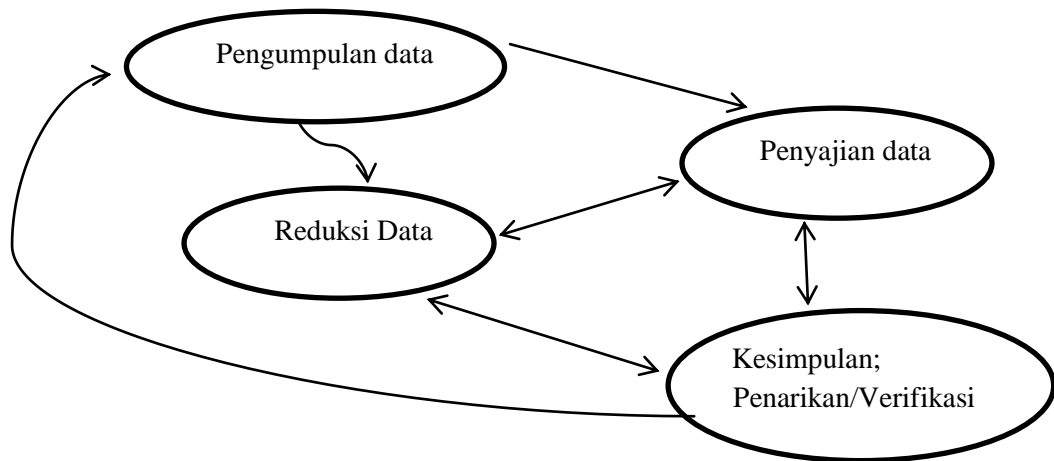 Pengumpulan data
Penyajian data
Reduksi Data
Kesimpulan;
Penarikan/Verifikasi